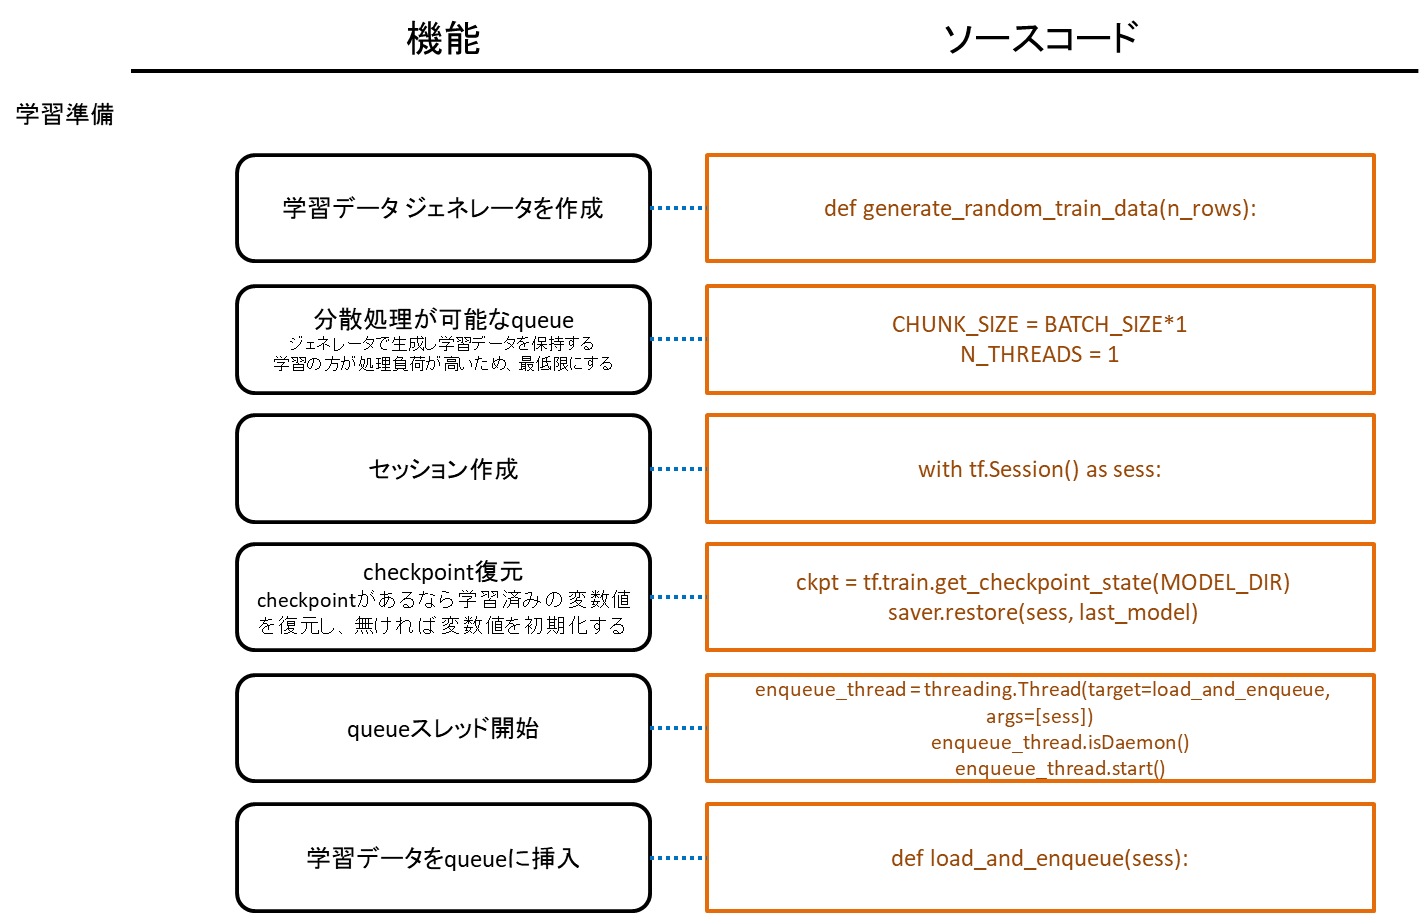 機能
ソースコード
学習準備
学習データジェネレータを作成
def generate_random_train_data(n_rows):
分散処理が可能なqueue
ジェネレータで生成し学習データを保持する
学習の方が処理負荷が高いため、最低限にする
CHUNK_SIZE = BATCH_SIZE*1
N_THREADS = 1
セッション作成
with tf.Session() as sess:
checkpoint復元
checkpointがあるなら学習済みの変数値
を復元し、無ければ変数値を初期化する
ckpt = tf.train.get_checkpoint_state(MODEL_DIR)
saver.restore(sess, last_model)
queueスレッド開始
enqueue_thread = threading.Thread(target=load_and_enqueue,
args=[sess])
enqueue_thread.isDaemon()
enqueue_thread.start()
学習データをqueueに挿入
def load_and_enqueue(sess):